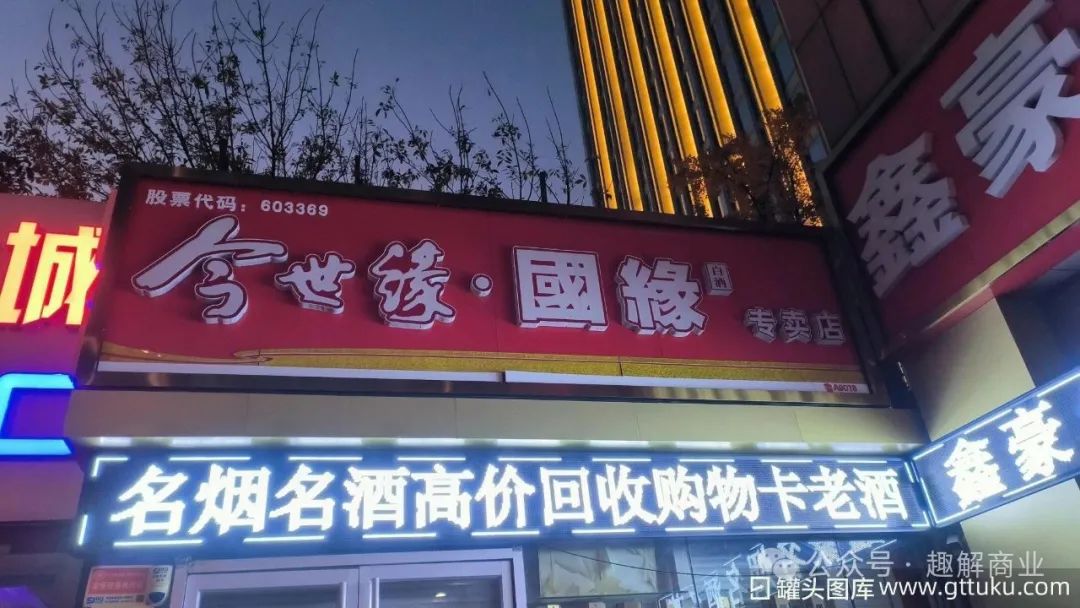 股票代码：603369
城
今世缘·國緣
白酒
专卖店
鑫豪
名烟名酒高价回收购物卡老酒
鑫豪
公众号·趣解商业
罐头图库 www.gttuku.com